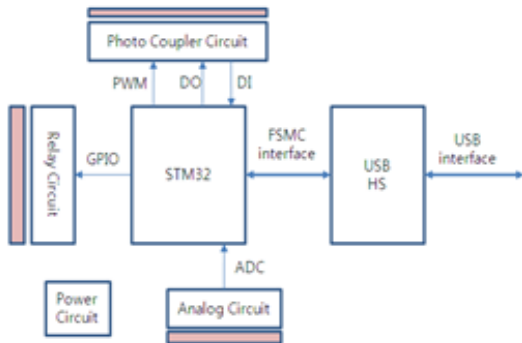 Photo Coupler Circuit
PWM
DO
DI
Relay Circuit
GPIO
STM32
FSMC
interface
USB
HS
USB
interface
ADC
Power
Circuit
Analog Circuit